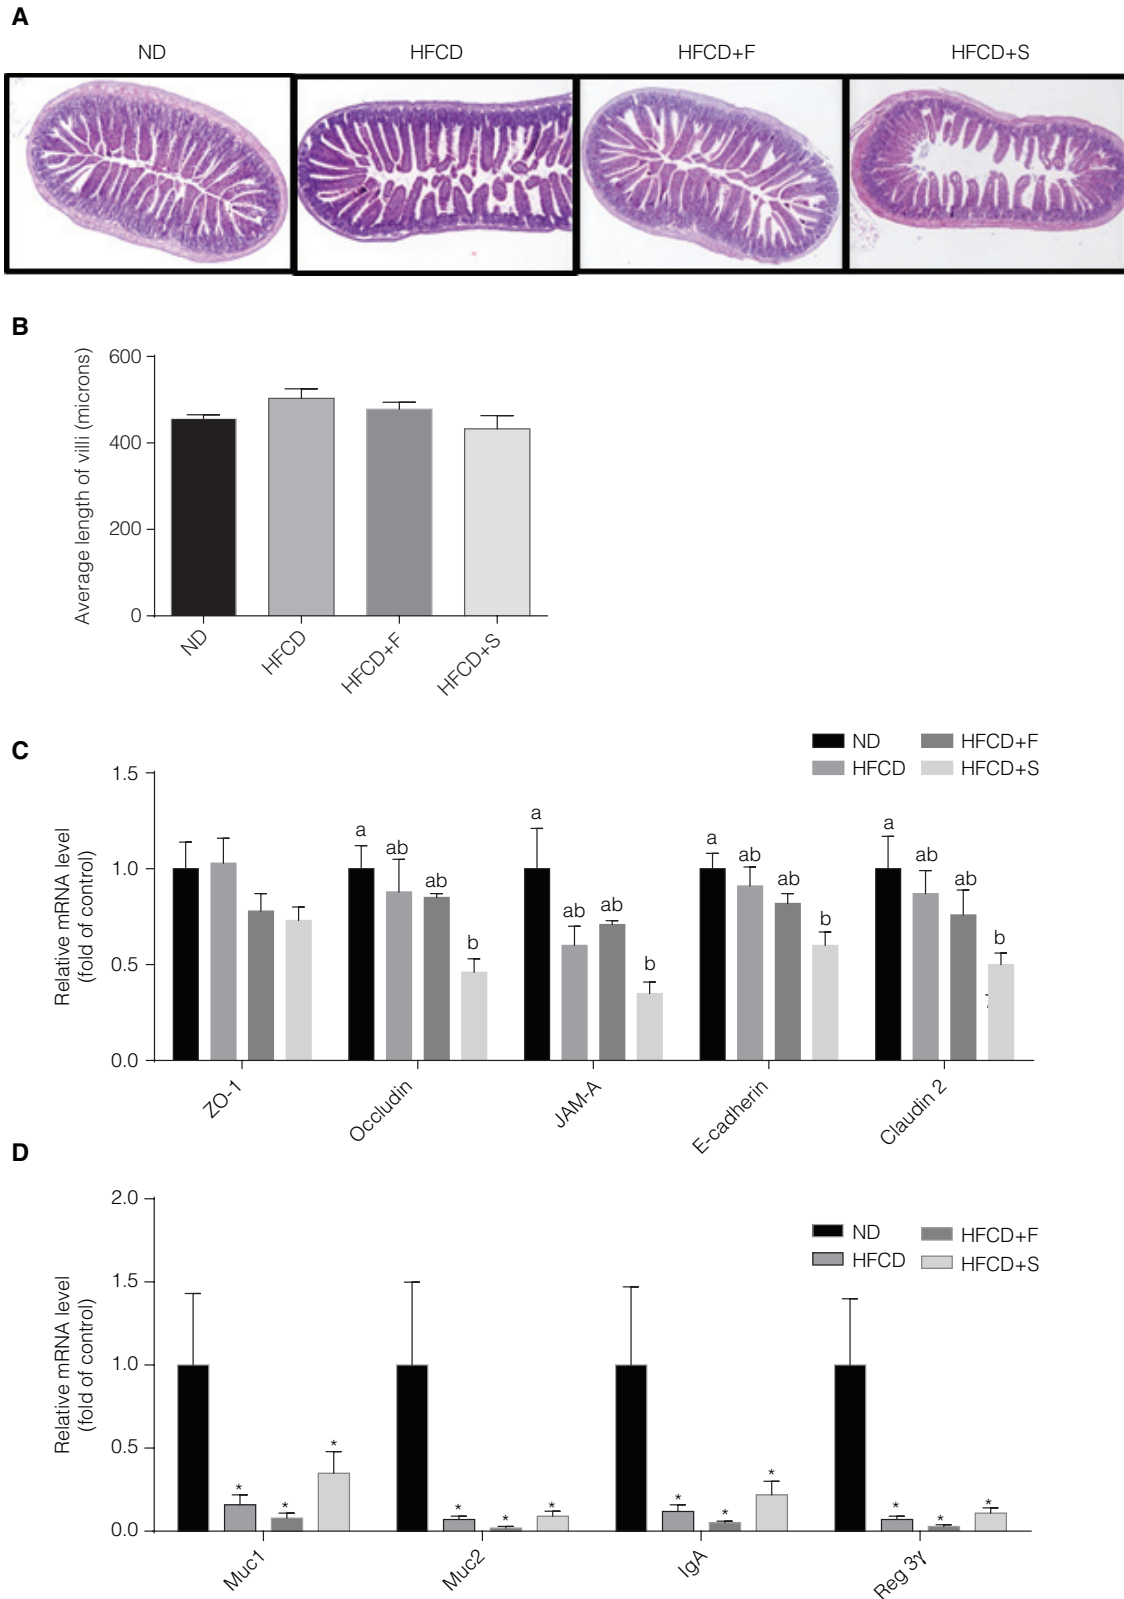 A
ND HFCD HFCD+F HFCD+S
B
Average length of villi (microns)
600
400
200
0
ND HFCD HFCD+F HFCD+S
C
ND HFCD+F
HFCD HFCD+S
Relative mRNA level
(fold of control)
1.5
1.0
0.5
0.0
a ab ab b
a ab ab b
a ab ab b
a ab ab b
ZO-1 Occludin JAM-A E-cadherin Claudin 2
D
ND HFCD+F
HFCD HFCD+S
Relative mRNA level
(fold of control)
2.0
1.5
1.0
0.5
0.0
* * *
* * *
* * *
* * *
Muc1 Muc2 IgA Reg 3γ